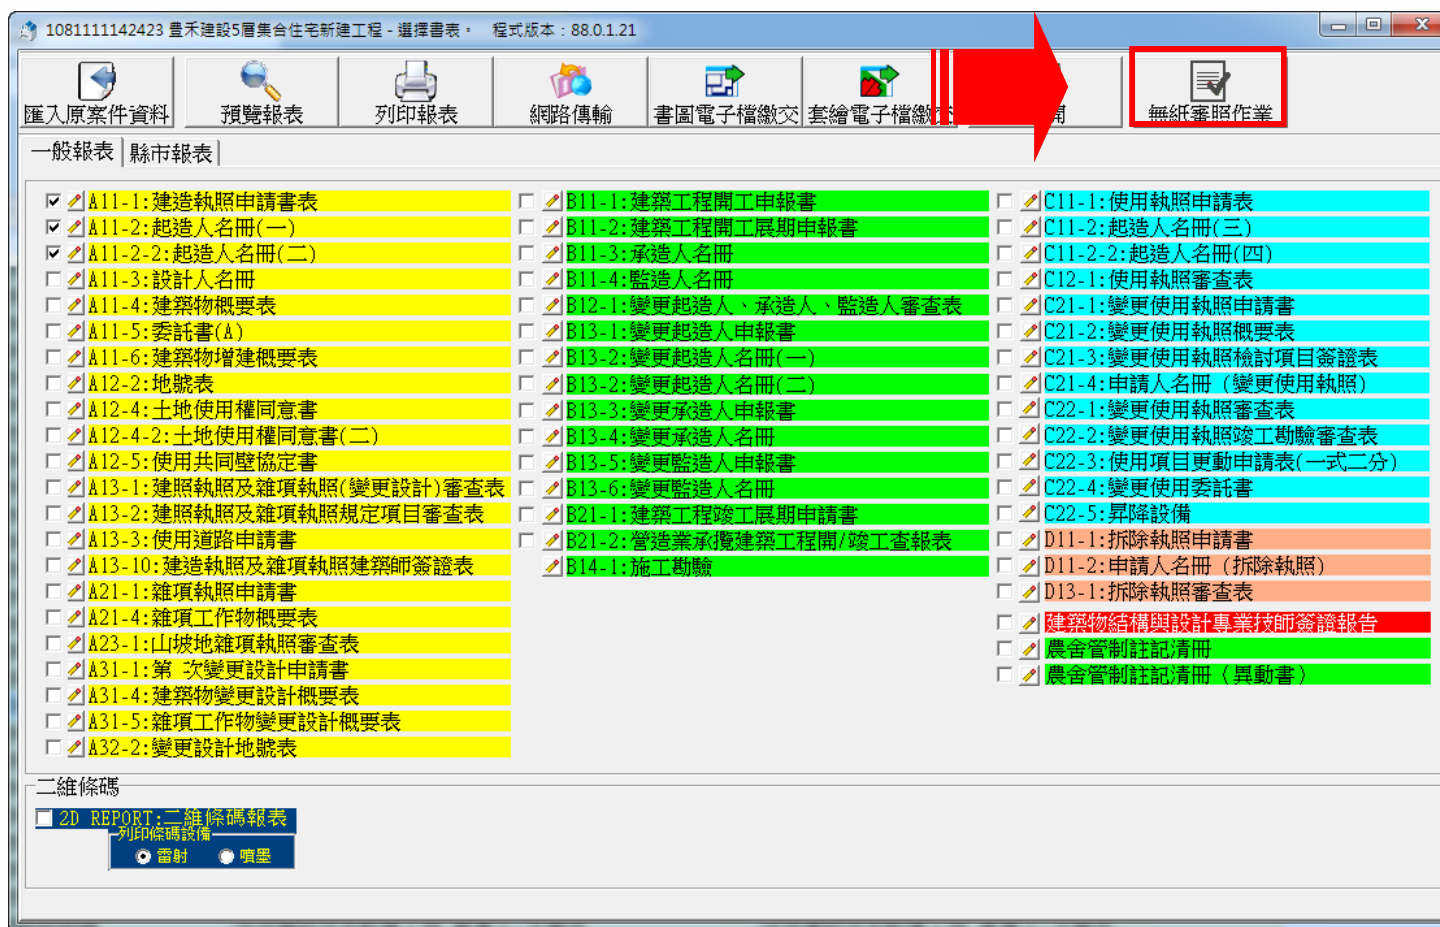 1081111142423 豊禾建設5層集合住宅新建工程 - 選擇書表。 程式版本：88.0.1.21
匯入原案件資料 預覽報表 列印報表 網路傳輸 書圖電子檔繳交 套繪電子檔繳交 開 無紙審照作業
一般報表 縣市報表
A11-1:建造執照申請書表
A11-2:起造人名冊(一)
A11-2-2:起造人名冊(二)
A11-3:設計人名冊
A11-4:建築物概要表
A11-5:委託書(A)
A11-6:建築物增建概要表
A12-2:地號表
A12-4:土地使用權同意書
A12-4-2:土地使用權同意書(二)
A12-5:使用共同壁協定書
A13-1:建照執照及雜項執照(變更設計)審查表
A13-2:建照執照及雜項執照規定項目審查表
A13-3:使用道路申請書
A13-10:建造執照及雜項執照建築師簽證表
A21-1:雜項執照申請書
A21-4:雜項工作物概要表
A23-1:山坡地雜項執照審查表
A31-1:第 次變更設計申請書
A31-4:建築物變更設計概要表
A31-5:雜項工作物變更設計概要表
A32-2:變更設計地號表
B11-1:建築工程開工申報書
B11-2:建築工程開工展期申報書
B11-3:承造人名冊
B11-4:監造人名冊
B12-1:變更起造人、承造人、監造人審查表
B13-1:變更起造人申報書
B13-2:變更起造人名冊(一)
B13-2:變更起造人名冊(二)
B13-3:變更承造人申報書
B13-4:變更承造人名冊
B13-5:變更監造人申報書
B13-6:變更監造人名冊
B21-1:建築工程竣工展期申請書
B21-2:營造業承攬建築工程開/竣工查報表
B14-1:施工勘驗
C11-1:使用執照申請表
C11-2:起造人名冊(三)
C11-2-2:起造人名冊(四)
C12-1:使用執照審查表
C21-1:變更使用執照申請書
C21-2:變更使用執照概要表
C21-3:變更使用執照檢討項目簽證表
C21-4:申請人名冊（變更使用執照）
C22-1:變更使用執照審查表
C22-2:變更使用執照竣工勘驗審查表
C22-3:使用項目更動申請表(一式二分)
C22-4:變更使用委託書
C22-5:昇降設備
D11-1:拆除執照申請書
D11-2:申請人名冊（拆除執照）
D13-1:拆除執照審查表
建築物結構與設計專業技師簽證報告
農舍管制註記清冊
農舍管制註記清冊（異動書）
二維條碼
2D REPORT:二維條碼報表
列印條碼設備
雷射 噴墨